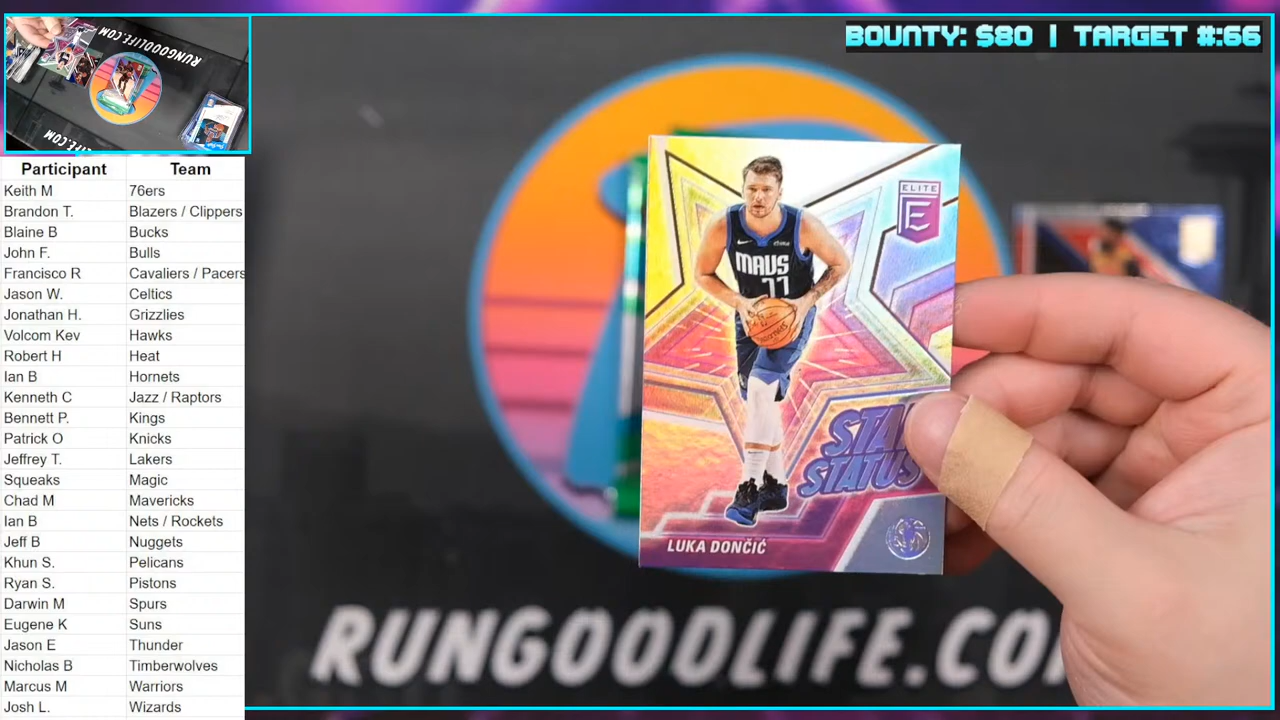 BOUNTY: $80 | TARGET #:66
RUNGOODLIFE.COM
Participant Team
Keith M 76ers
Brandon T. Blazers / Clippers
Blaine B Bucks
John F. Bulls
Francisco R Cavaliers / Pacers
Jason W. Celtics
Jonathan H. Grizzlies
Volcom Kev Hawks
Robert H Heat
Ian B Hornets
Kenneth C Jazz / Raptors
Bennett P. Kings
Patrick O Knicks
Jeffrey T. Lakers
Squeaks Magic
Chad M Mavericks
Ian B Nets / Rockets
Jeff B Nuggets
Khun S. Pelicans
Ryan S. Pistons
Darwin M Spurs
Eugene K Suns
Jason E Thunder
Nicholas B Timberwolves
Marcus M Warriors
Josh L. Wizards
ELITE
E
MAVS
77
STA
STATUS
LUKA DONČIĆ
RUNGOODLIFE.CO